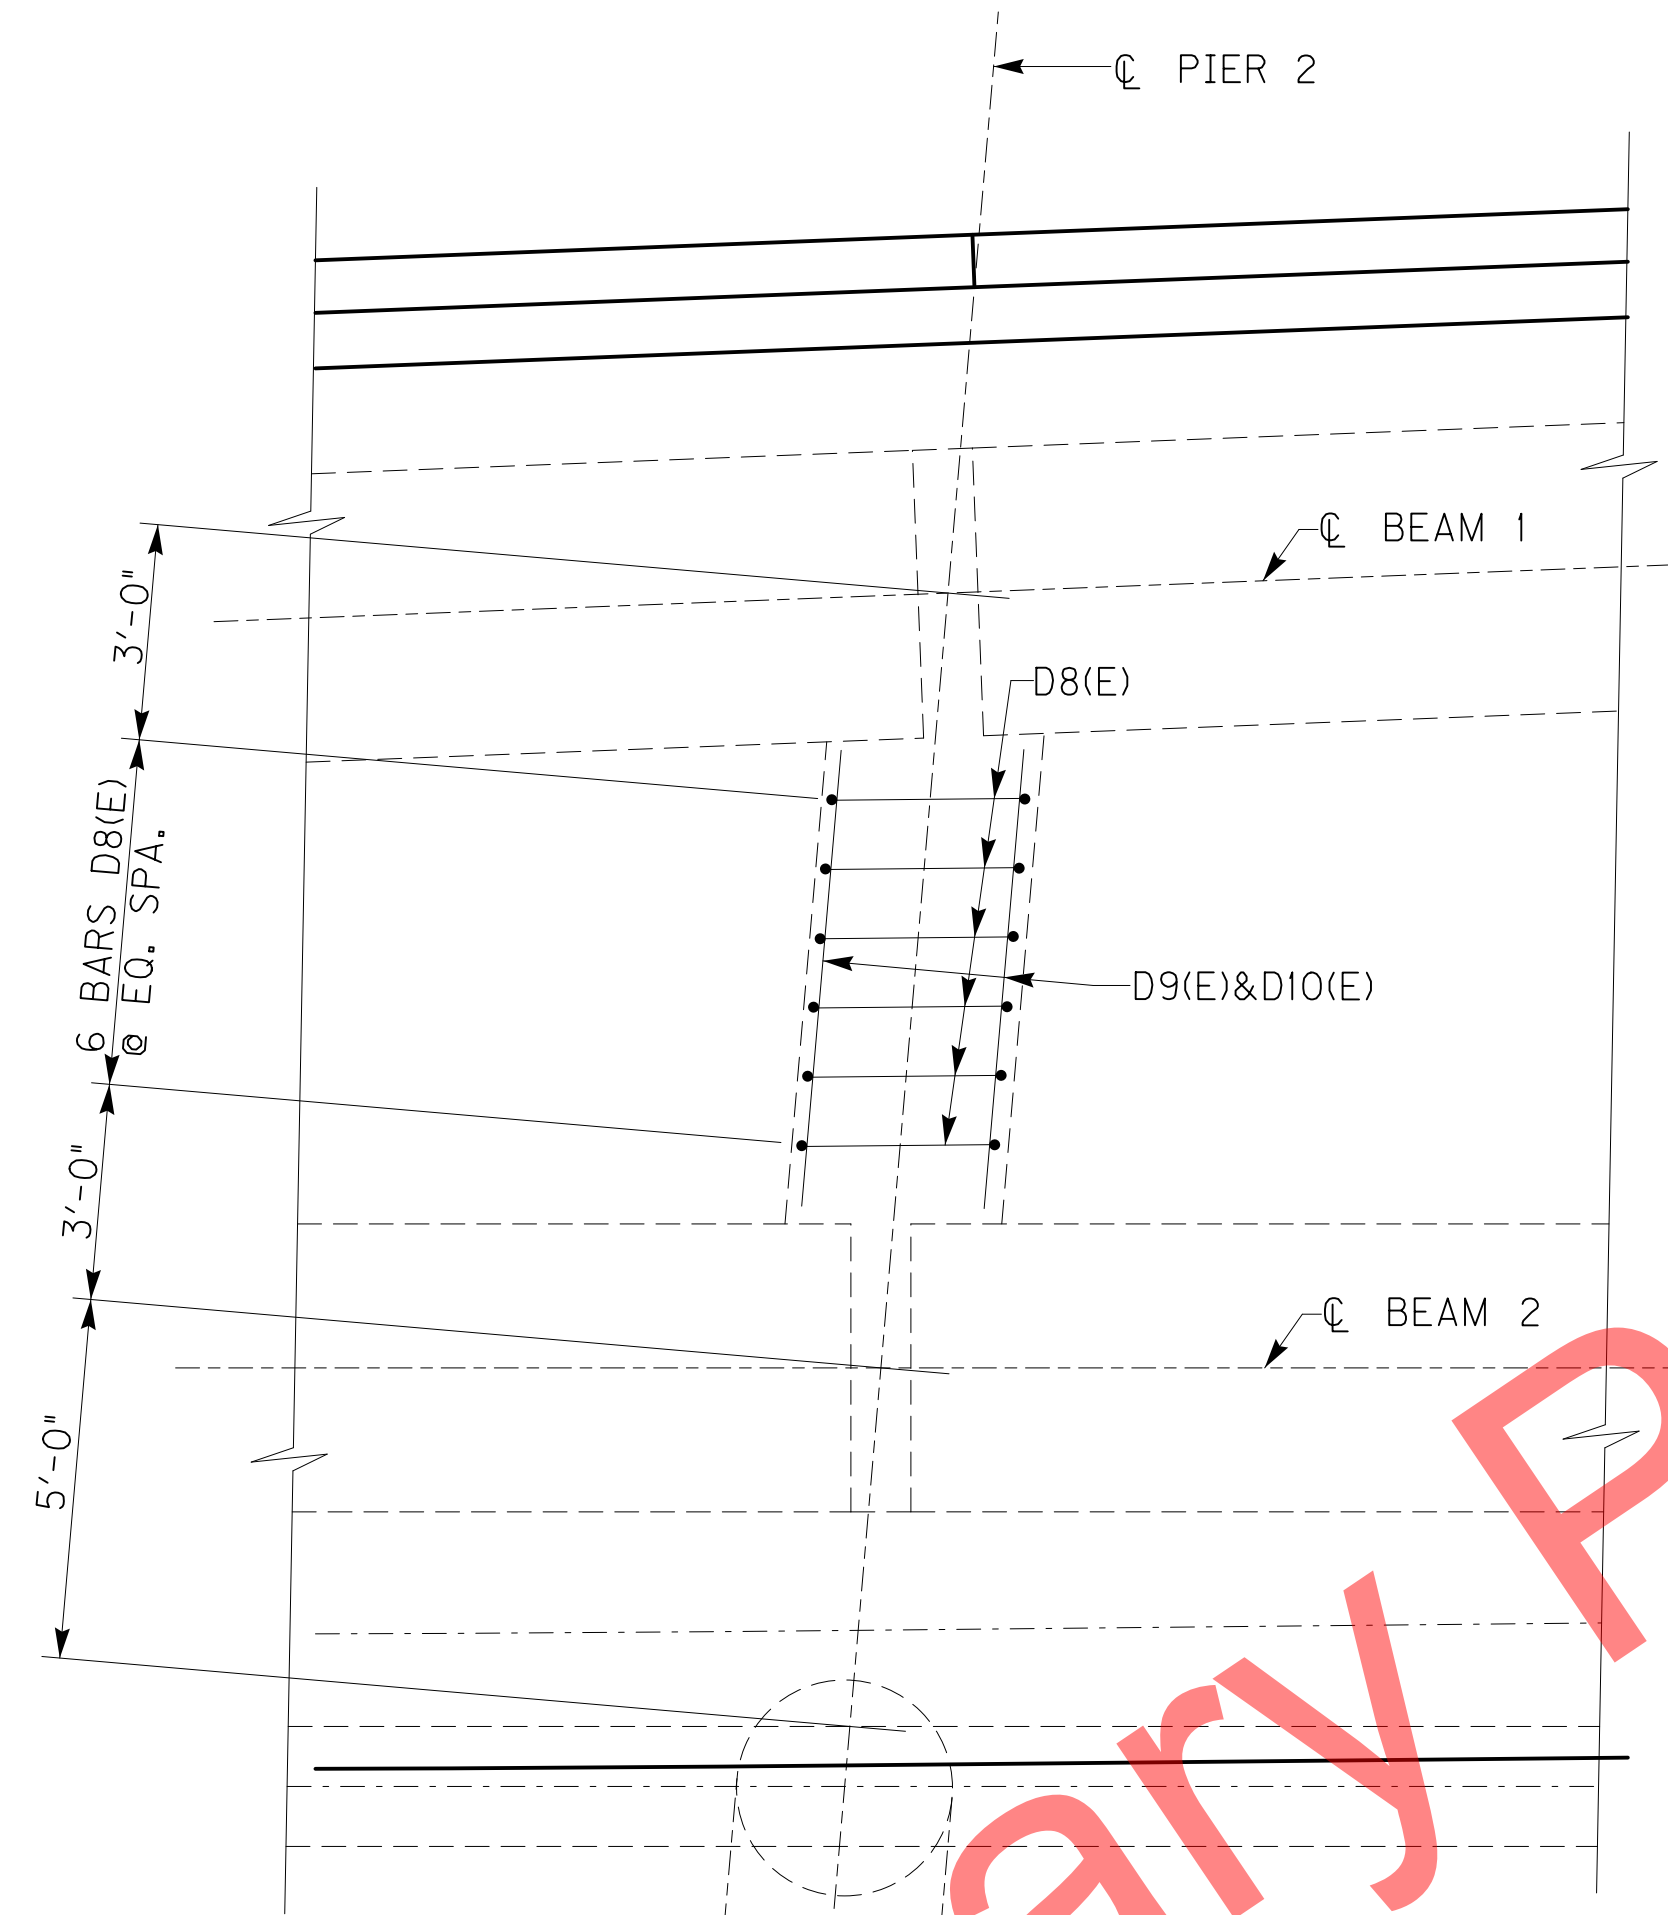 ℄ PIER 2
℄ BEAM 1
3'-0"
D8(E)
6 BARS D8(E)
@ EQ. SPA.
D9(E)&D10(E)
3'-0"
℄ BEAM 2
5'-0"
ary P